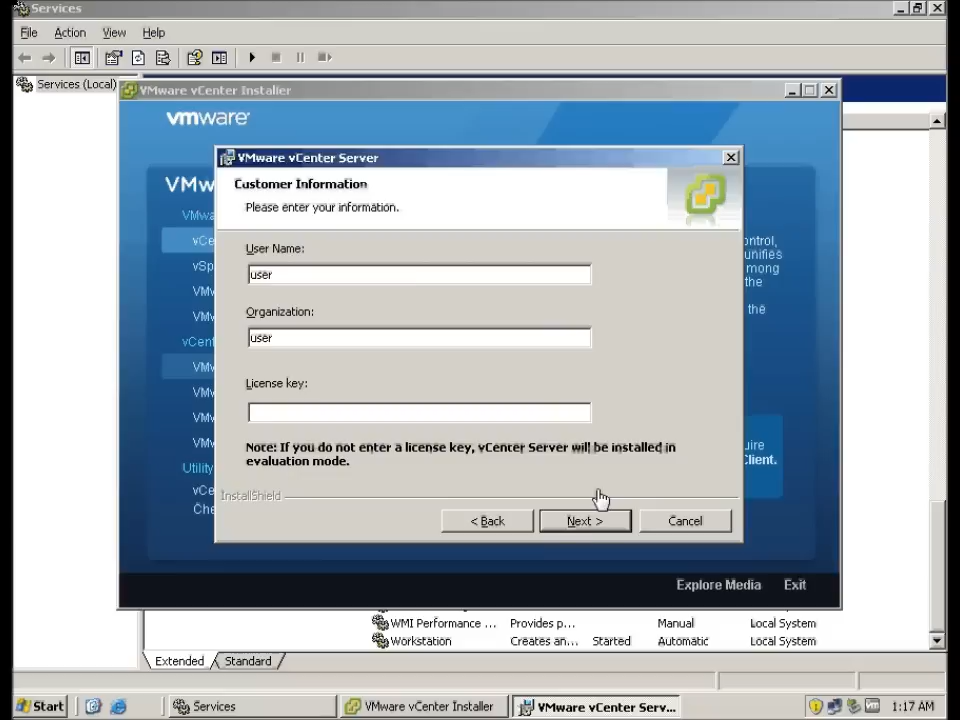 Services
File Action View Help
Services (Local)
VMware vCenter Installer
vmware
VMware vCenter Server
Customer Information
Please enter your information.
User Name:
user
Organization:
user
License key:
Note: If you do not enter a license key, vCenter Server will be installed in
evaluation mode.
InstallShield
< Back Next > Cancel
Utility
the
the
Client.
Explore Media Exit
WMI Performance ... Provides p... Manual Local System
Workstation Creates an... Started Automatic Local System
Extended Standard
Start Services VMware vCenter Installer VMware vCenter Serv... 1:17 AM